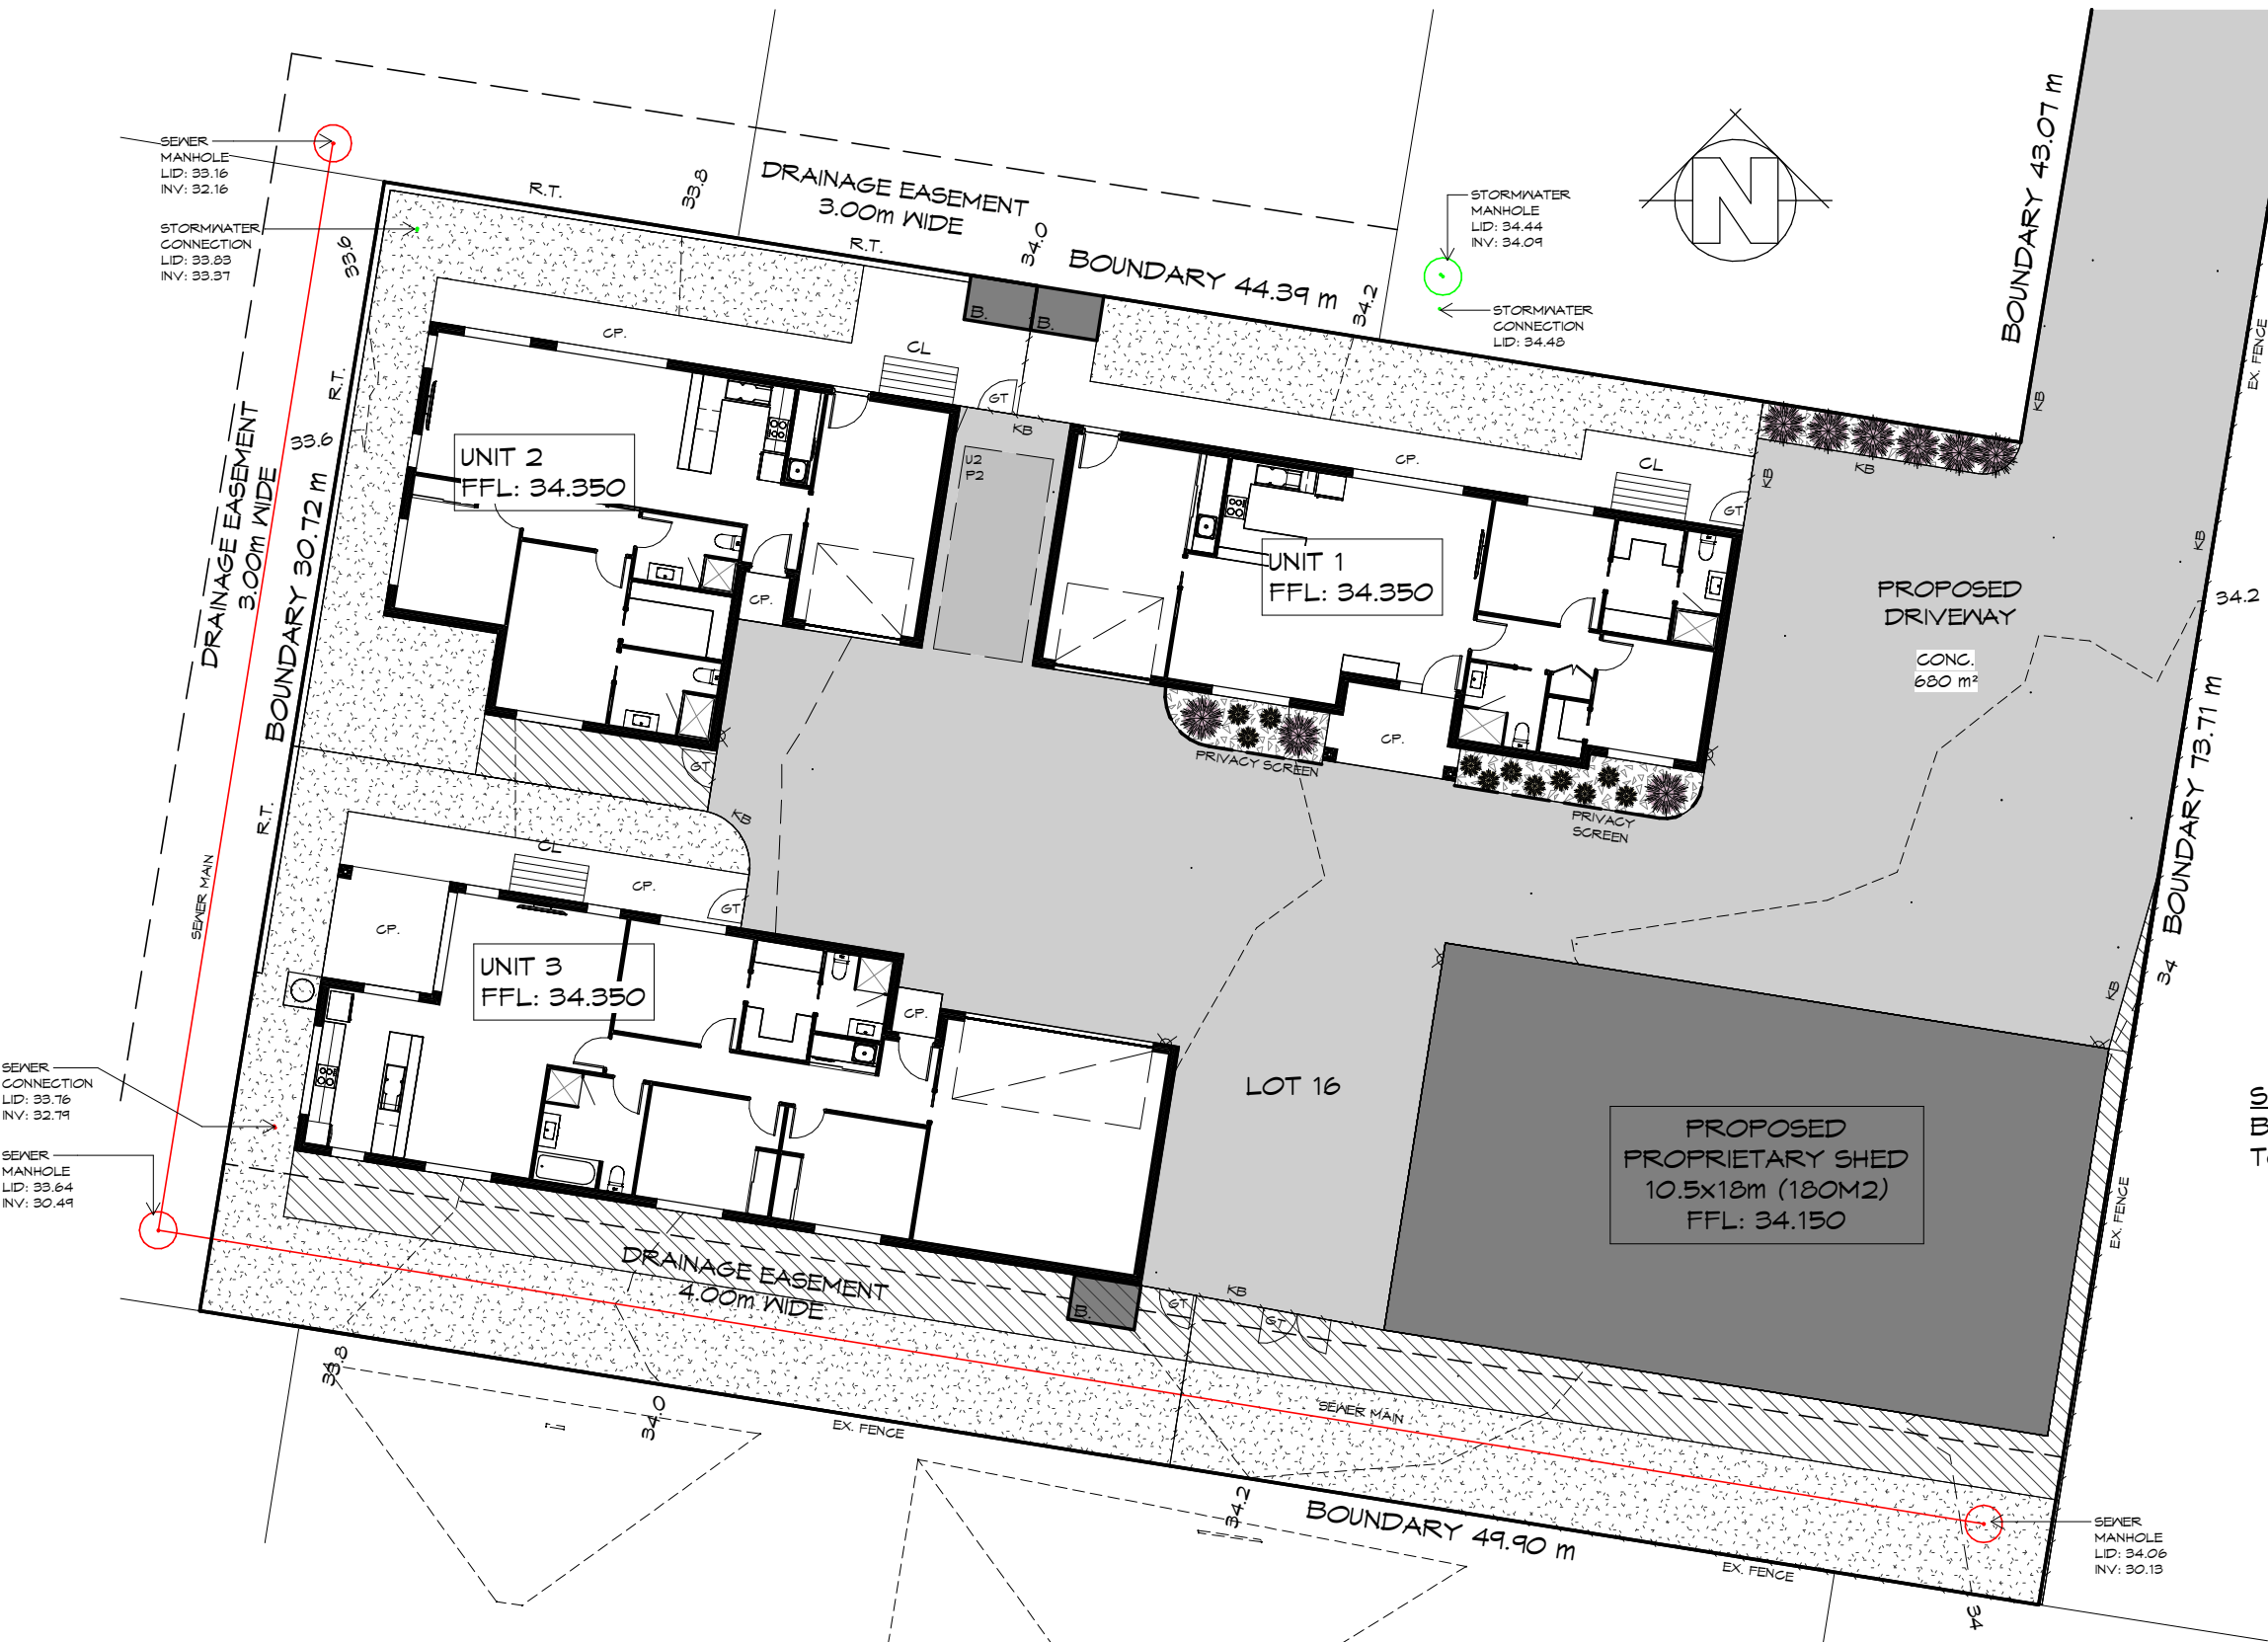 SEWER
MANHOLE
LID: 33.16
INV: 32.16
STORMWATER
CONNECTION
LID: 33.83
INV: 33.37
R.T.
33.8
DRAINAGE EASEMENT
3.00m WIDE
R.T.
34.0
BOUNDARY 44.39 m
34.2
STORMWATER
MANHOLE
LID: 34.44
INV: 34.09
STORMWATER
CONNECTION
LID: 34.48
N
BOUNDARY 43.07 m
EX. FENCE
33.6
R.T.
33.6
DRAINAGE EASEMENT
3.00m WIDE
BOUNDARY 30.72 m
R.T.
SEWER MAIN
CP.
CL
B.
B.
GT
KB
U2
P2
UNIT 2
FFL: 34.350
CP.
GT
KB
CP.
CL
GT
KB
KB
KB
KB
UNIT 1
FFL: 34.350
CP.
PRIVACY SCREEN
PRIVACY
SCREEN
PROPOSED
DRIVEWAY
CONC.
680 m²
34.2
BOUNDARY 73.71 m
34
KB
CL
CP.
GT
CP.
UNIT 3
FFL: 34.350
CP.
SEWER
CONNECTION
LID: 33.76
INV: 32.79
SEWER
MANHOLE
LID: 33.64
INV: 30.49
LOT 16
PROPOSED
PROPRIETARY SHED
10.5x18m (180M2)
FFL: 34.150
EX. FENCE
S
B
DRAINAGE EASEMENT
4.00m WIDE
B.
GT
KB
GT
SEWER MAIN
33.8
34.0
EX. FENCE
34.2
BOUNDARY 49.90 m
EX. FENCE
34
SEWER
MANHOLE
LID: 34.06
INV: 30.13